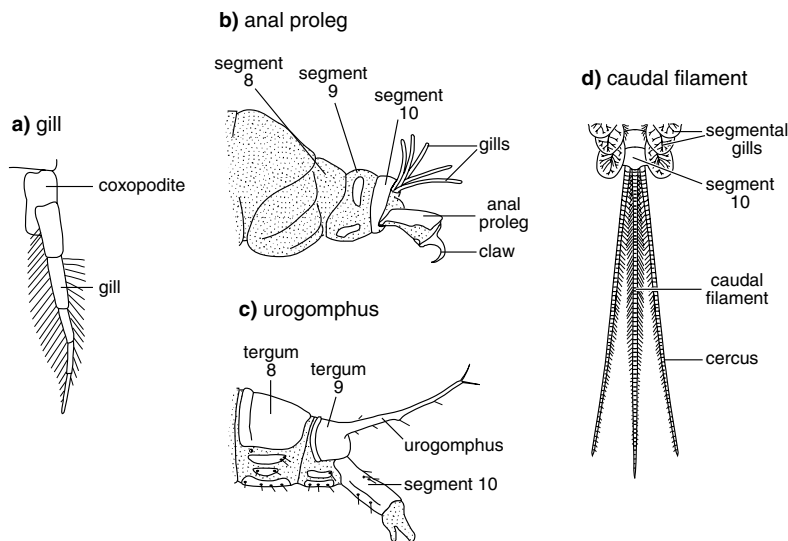 a) gill
coxopodite
gill
b) anal proleg
segment
8
segment
9
segment
10
gills
anal
proleg
claw
c) urogomphus
tergum
8
tergum
9
urogomphus
segment 10
d) caudal filament
segmental
gills
segment
10
caudal
filament
cercus